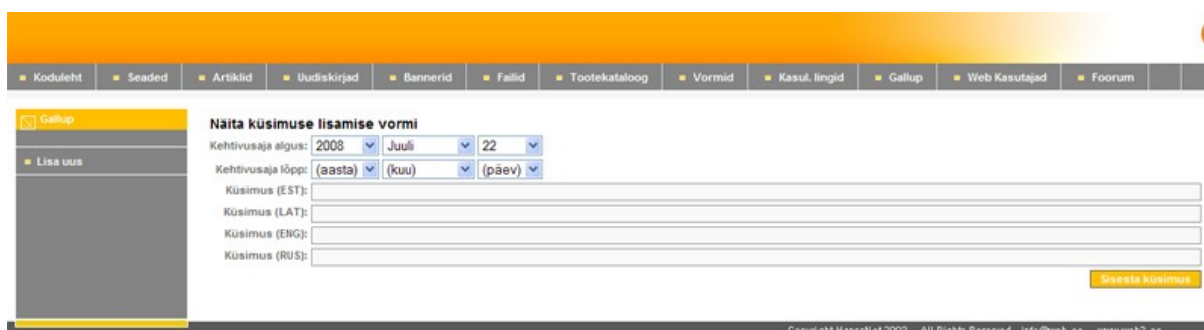 Koduleht Seaded Artiklid Uudiskirjad Bannerid Failid Tootekataloog Vormid Kasul. lingid Gallup Web Kasutajad Foorum
Gallup
Lisa uus
Näita küsimuse lisamise vormi
Kehtivusaja algus: 2008 Juuli 22
Kehtivusaja lõpp: (aasta) (kuu) (päev)
Küsimus (EST):
Küsimus (LAT):
Küsimus (ENG):
Küsimus (RUS):
Sisesta küsimus